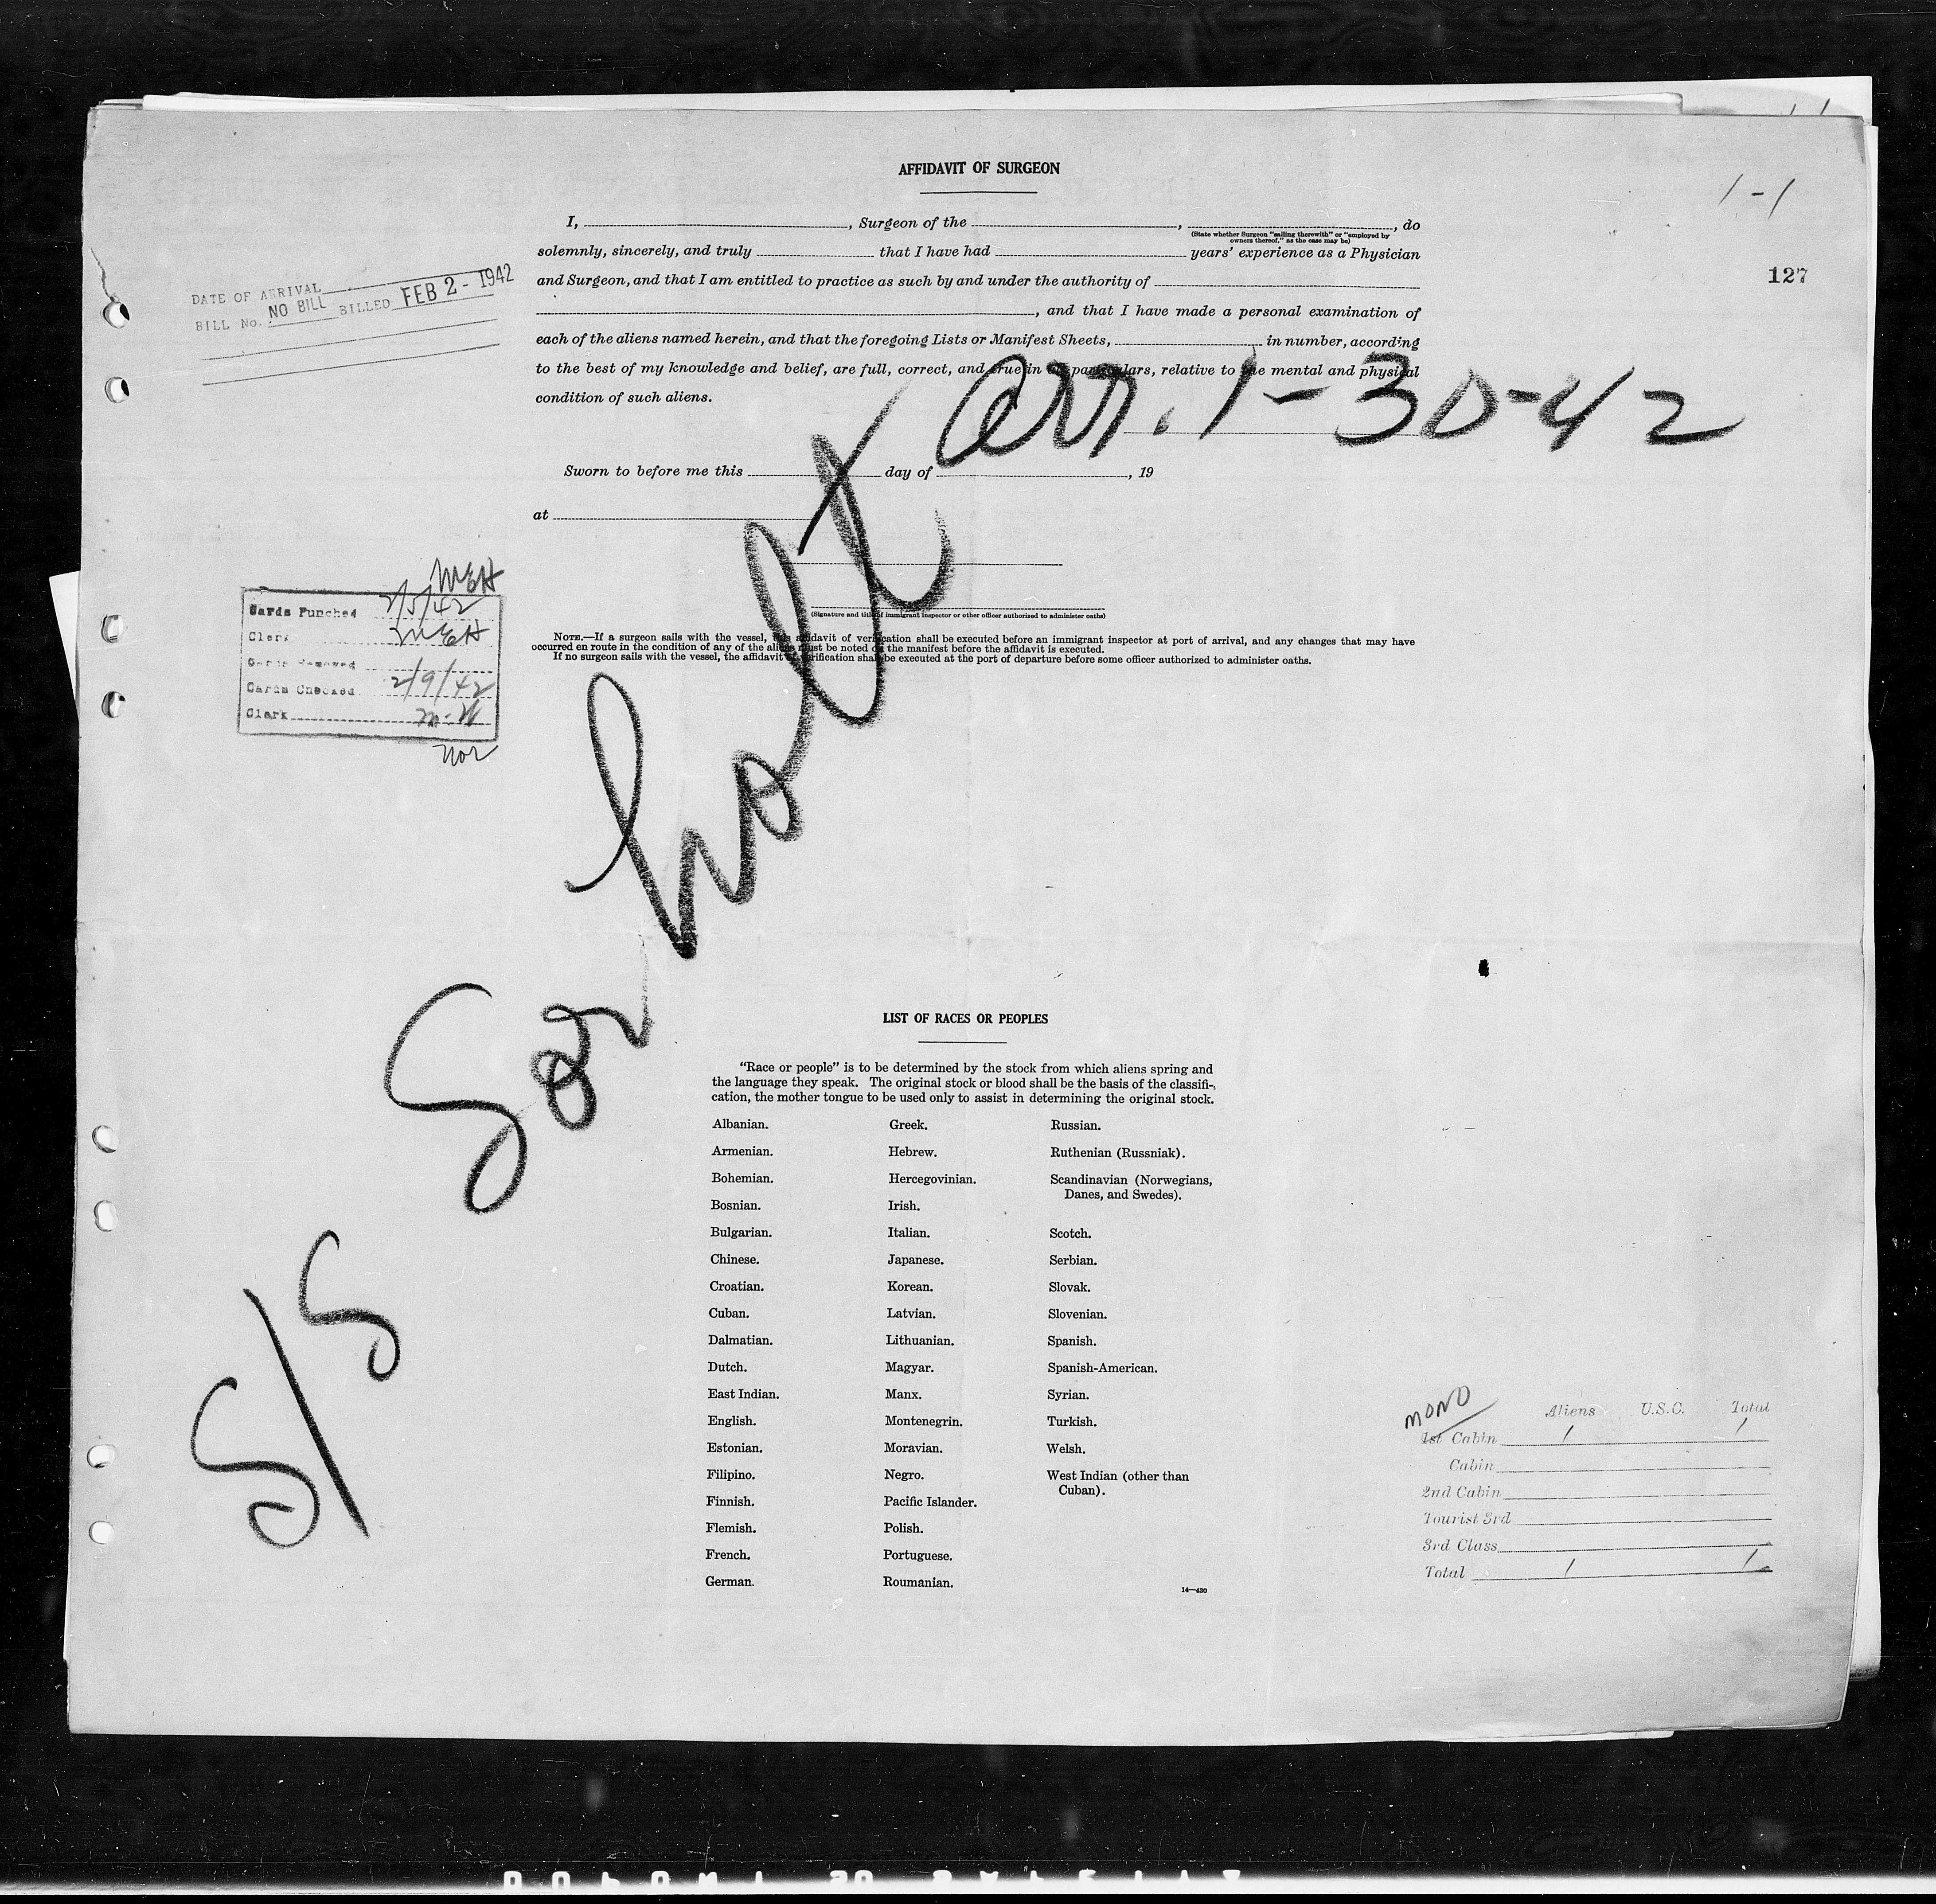 AFFIDAVIT OF SURGEON
1-1
127
I, , Surgeon of the , , do
(State whether Surgeon "sailing therewith" or "employed by
owners thereof," as the case may be)
solemnly, sincerely, and truly that I have had years' experience as a Physician
and Surgeon, and that I am entitled to practice as such by and under the authority of
, and that I have made a personal examination of
each of the aliens named herein, and that the foregoing Lists or Manifest Sheets, in number, according
to the best of my knowledge and belief, are full, correct, and true in all particulars, relative to the mental and physical
condition of such aliens.
DATE OF ARRIVAL
BILL No. NO BILL BILLED FEB 2 - 1942
arr. 1-30-42
Sworn to before me this day of , 19
at
(Signature and title of immigrant inspector or other officer authorized to administer oaths)
NOTE.—If a surgeon sails with the vessel, this affidavit of verification shall be executed before an immigrant inspector at port of arrival, and any changes that may have
occurred en route in the condition of any of the aliens must be noted on the manifest before the affidavit is executed.
If no surgeon sails with the vessel, the affidavit of verification shall be executed at the port of departure before some officer authorized to administer oaths.
MEH
Cards Punched 2/5/42
Clerk MEH
Cards Removed
Cards Checked 2/9/42
Clerk m-W
nor
S/S Sorholt
LIST OF RACES OR PEOPLES
"Race or people" is to be determined by the stock from which aliens spring and
the language they speak. The original stock or blood shall be the basis of the classifi-
cation, the mother tongue to be used only to assist in determining the original stock.
Albanian.
Armenian.
Bohemian.
Bosnian.
Bulgarian.
Chinese.
Croatian.
Cuban.
Dalmatian.
Dutch.
East Indian.
English.
Estonian.
Filipino.
Finnish.
Flemish.
French.
German.
Greek.
Hebrew.
Hercegovinian.
Irish.
Italian.
Japanese.
Korean.
Latvian.
Lithuanian.
Magyar.
Manx.
Montenegrin.
Moravian.
Negro.
Pacific Islander.
Polish.
Portuguese.
Roumanian.
Russian.
Ruthenian (Russniak).
Scandinavian (Norwegians,
Danes, and Swedes).
Scotch.
Serbian.
Slovak.
Slovenian.
Spanish.
Spanish-American.
Syrian.
Turkish.
Welsh.
West Indian (other than
Cuban).
14—430
MONO
Aliens U.S.C. Total
1st Cabin 1 1
Cabin
2nd Cabin
Tourist 3rd
3rd Class
Total 1 1